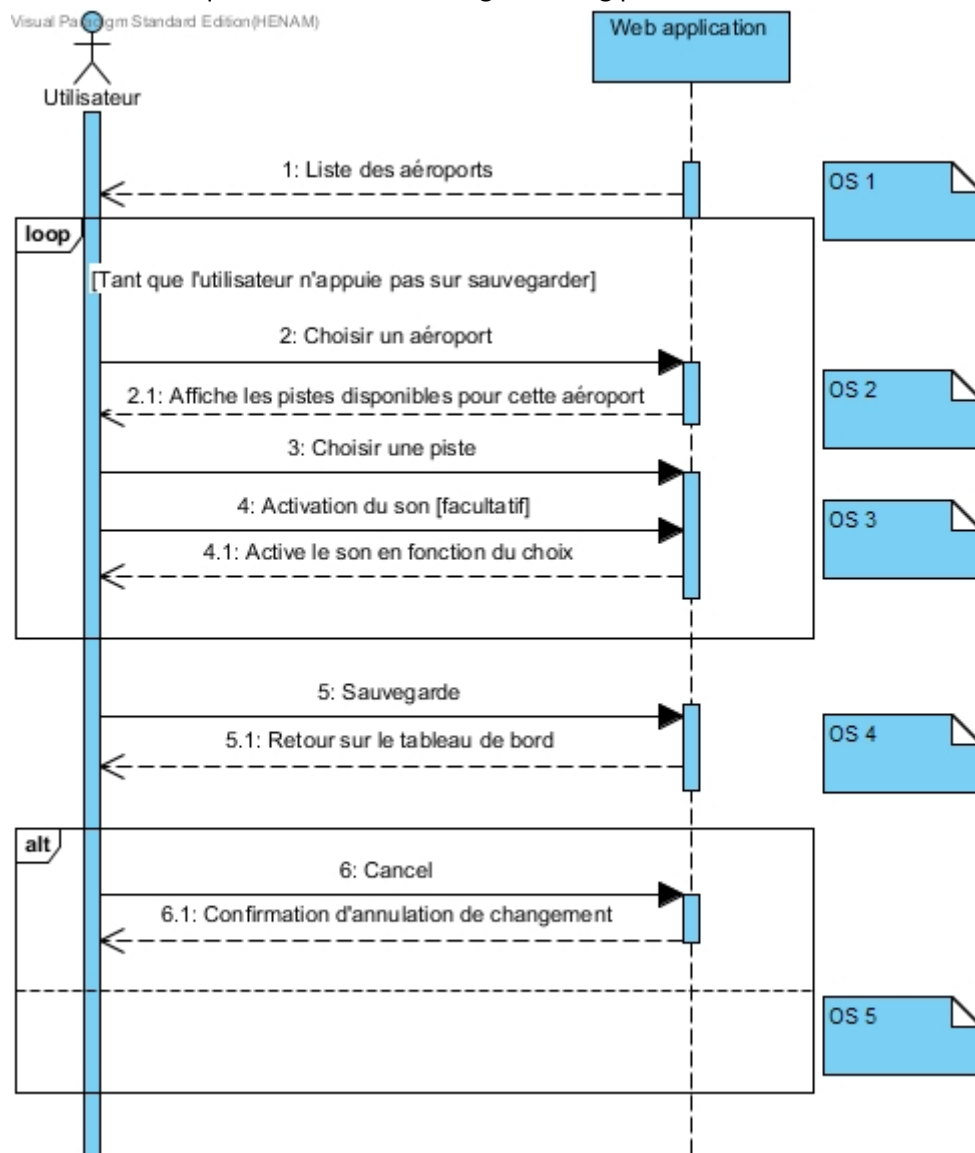 Visual Paradigm Standard Edition(HENAM)
Web application
Utilisateur
1: Liste des aéroports
OS 1
loop
[Tant que l'utilisateur n'appuie pas sur sauvegarder]
2: Choisir un aéroport
2.1: Affiche les pistes disponibles pour cette aéroport
OS 2
3: Choisir une piste
4: Activation du son [facultatif]
OS 3
4.1: Active le son en fonction du choix
5: Sauvegarde
5.1: Retour sur le tableau de bord
OS 4
alt
6: Cancel
6.1: Confirmation d'annulation de changement
OS 5